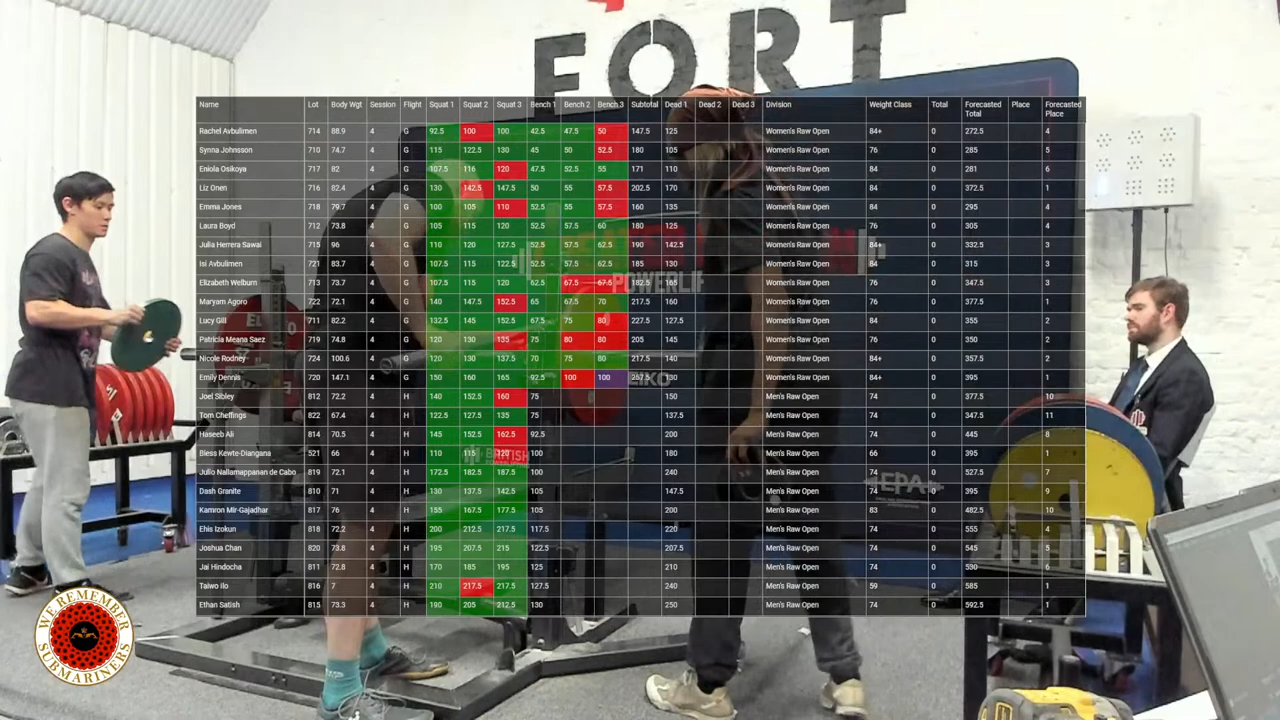 FORT
Name Lot Body Wgt Session Flight Squat 1 Squat 2 Squat 3 Bench 1 Bench 2 Bench 3 Subtotal Dead 1 Dead 2 Dead 3 Division Weight Class Total Forecasted Total Place Forecasted Place
Rachel Avbulimen 714 88.9 4 G 92.5 100 100 42.5 47.5 50 147.5 125 Women's Raw Open 84+ 0 272.5 4
Synna Johnsson 710 74.7 4 G 115 122.5 130 45 50 52.5 180 105 Women's Raw Open 76 0 285 5
Eniola Osikoya 717 82 4 G 107.5 116 120 47.5 52.5 55 171 110 Women's Raw Open 84 0 281 6
Liz Onen 716 82.4 4 G 130 142.5 147.5 50 55 57.5 202.5 170 Women's Raw Open 84 0 372.5 1
Emma Jones 718 79.7 4 G 100 105 110 52.5 55 57.5 160 135 Women's Raw Open 84 0 295 4
Laura Boyd 712 73.8 4 G 105 115 120 52.5 57.5 60 180 125 Women's Raw Open 76 0 305 4
Julia Herrera Sawai 715 96 4 G 110 120 127.5 52.5 57.5 62.5 190 142.5 Women's Raw Open 84+ 0 332.5 3
Isi Avbulimen 721 83.7 4 G 107.5 115 122.5 52.5 57.5 62.5 185 130 Women's Raw Open 84 0 315 3
Elizabeth Welburn 713 73.7 4 G 107.5 115 120 62.5 67.5 67.5 182.5 165 Women's Raw Open 76 0 347.5 3
Maryam Agoro 722 72.1 4 G 140 147.5 152.5 65 67.5 70 217.5 160 Women's Raw Open 76 0 377.5 1
Lucy Gill 711 82.2 4 G 132.5 145 152.5 67.5 75 80 227.5 127.5 Women's Raw Open 84 0 355 2
Patricia Meana Saez 719 74.8 4 G 120 130 135 75 80 80 205 145 Women's Raw Open 76 0 350 2
Nicole Rodney 724 100.6 4 G 120 130 137.5 70 75 80 217.5 140 Women's Raw Open 84+ 0 357.5 2
Emily Dennis 720 147.1 4 G 150 160 165 92.5 100 100 257.5 130 Women's Raw Open 84+ 0 395 1
Joel Sibley 812 72.2 4 H 140 152.5 160 75 150 Men's Raw Open 74 0 377.5 10
Tom Cheffings 822 67.4 4 H 122.5 127.5 135 75 137.5 Men's Raw Open 74 0 347.5 11
Haseeb Ali 814 70.5 4 H 145 152.5 162.5 92.5 200 Men's Raw Open 74 0 445 8
Bless Kewte-Diangana 521 66 4 H 110 115 120 100 180 Men's Raw Open 66 0 395 1
Julio Nallamappanan de Cabo 819 72.1 4 H 172.5 182.5 187.5 100 240 Men's Raw Open 74 0 527.5 7
Dash Granite 810 71 4 H 130 137.5 142.5 105 147.5 Men's Raw Open 74 0 395 9
Kamron Mir-Gajadhar 817 76 4 H 155 167.5 177.5 105 200 Men's Raw Open 83 0 482.5 10
Ehis Izokun 818 72.2 4 H 200 212.5 217.5 117.5 220 Men's Raw Open 74 0 555 4
Joshua Chan 820 73.8 4 H 195 207.5 215 122.5 207.5 Men's Raw Open 74 0 545 5
Jai Hindocha 811 72.8 4 H 170 185 195 125 210 Men's Raw Open 74 0 530 6
Taiwo Ilo 816 7 4 H 210 217.5 217.5 127.5 240 Men's Raw Open 59 0 585 1
Ethan Satish 815 73.3 4 H 190 205 212.5 130 250 Men's Raw Open 74 0 592.5 1
POWERLIF
EIKO
BRITISH
EPA
WE REMEMBER
SUBMARINERS